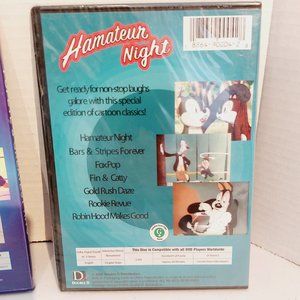 Hamateur
Night
Get ready for non-stop laughs
galore with this special
edition of cartoon classics!
Hamateur Night
Bars & Stripes Forever
Fox Pop
Fin & Catty
Gold Rush Daze
Rookie Revue
Robin Hood Makes Good
This Disc is Compatible with all DVD Players Worldwide
G
D
DOUBLE D